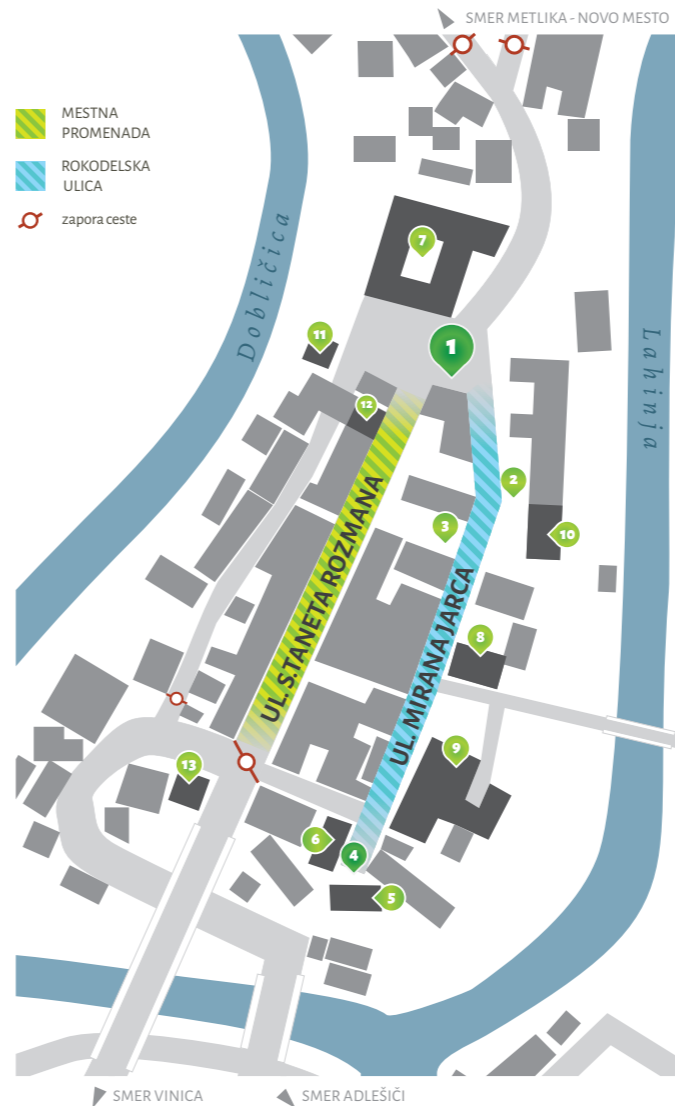 SMER METLIKA - NOVO MESTO
MESTNA
PROMENADA
ROKODELSKA
ULICA
zapora ceste
Dobličica
Lahinja
7
11
1
12
2
3
10
UL. S.TANETA ROZMANA
UL. MIRANA JARCA
8
9
13
6
4
5
SMER VINICA
SMER ADLEŠIČI